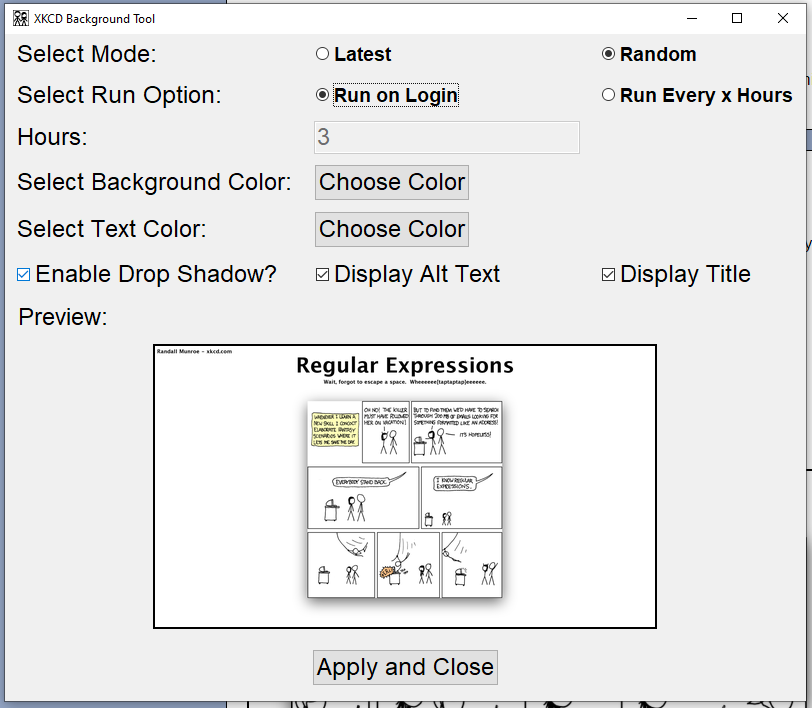 XKCD Background Tool
Select Mode:
Latest
Random
Select Run Option:
Run on Login
Run Every x Hours
Hours:
3
Select Background Color:
Choose Color
Select Text Color:
Choose Color
Enable Drop Shadow?
Display Alt Text
Display Title
Preview:
Randall Munroe - xkcd.com
Regular Expressions
Wait, forgot to escape a space. Wheeeeee[taptaptap]eeeeee.
WHENEVER I LEARN A
NEW SKILL I CONCOCT
ELABORATE FANTASY
SCENARIOS WHERE IT
LETS ME SAVE THE DAY.
OH NO! THE KILLER
MUST HAVE FOLLOWED
HER ON VACATION!
BUT TO FIND THEM WE'D HAVE TO SEARCH
THROUGH 200 MB OF EMAILS LOOKING FOR
SOMETHING FORMATTED LIKE AN ADDRESS!
IT'S HOPELESS!
EVERYBODY STAND BACK.
I KNOW REGULAR
EXPRESSIONS.
Apply and Close